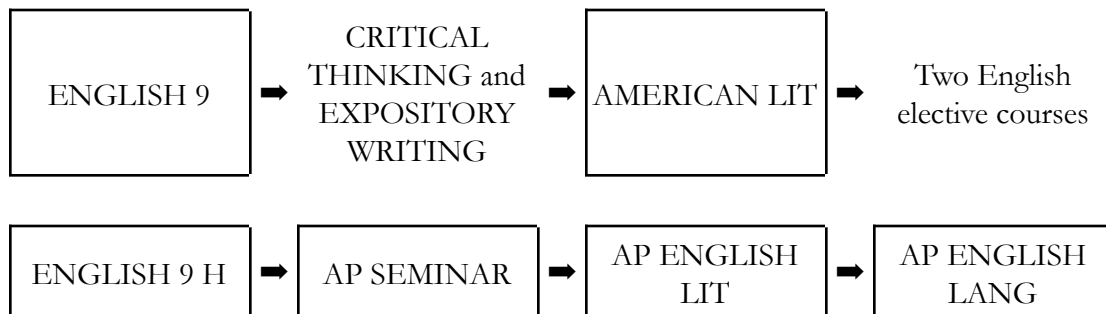 ENGLISH 9
CRITICAL
THINKING and
EXPOSITORY
WRITING
AMERICAN LIT
Two English
elective courses
ENGLISH 9 H
AP SEMINAR
AP ENGLISH
LIT
AP ENGLISH
LANG